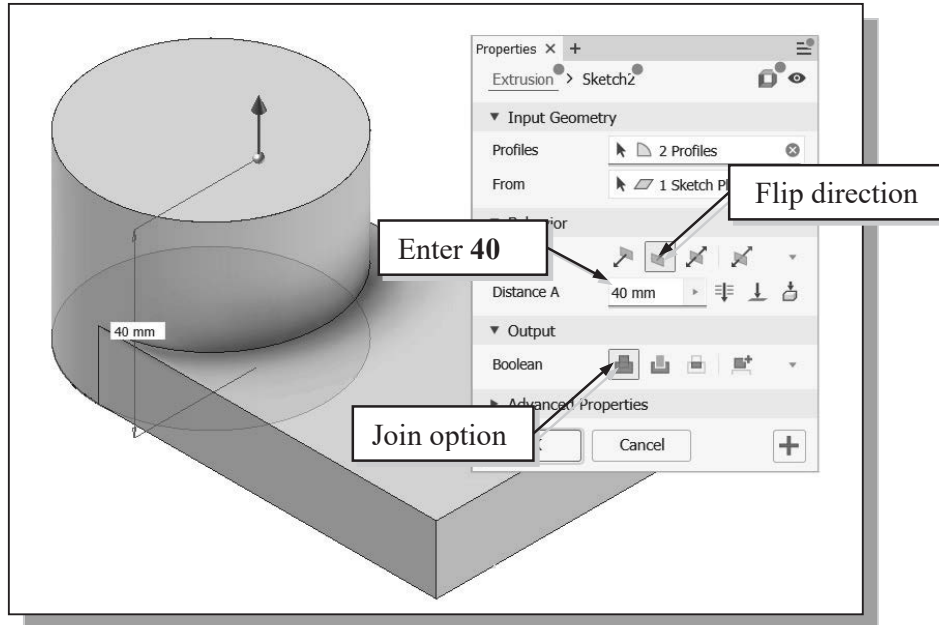 Properties × +
Extrusion > Sketch2
Input Geometry
Profiles 2 Profiles
From 1 Sketch
Flip direction
Enter 40
Distance A 40 mm
40 mm
Output
Boolean
Advanced Properties
Join option
Cancel